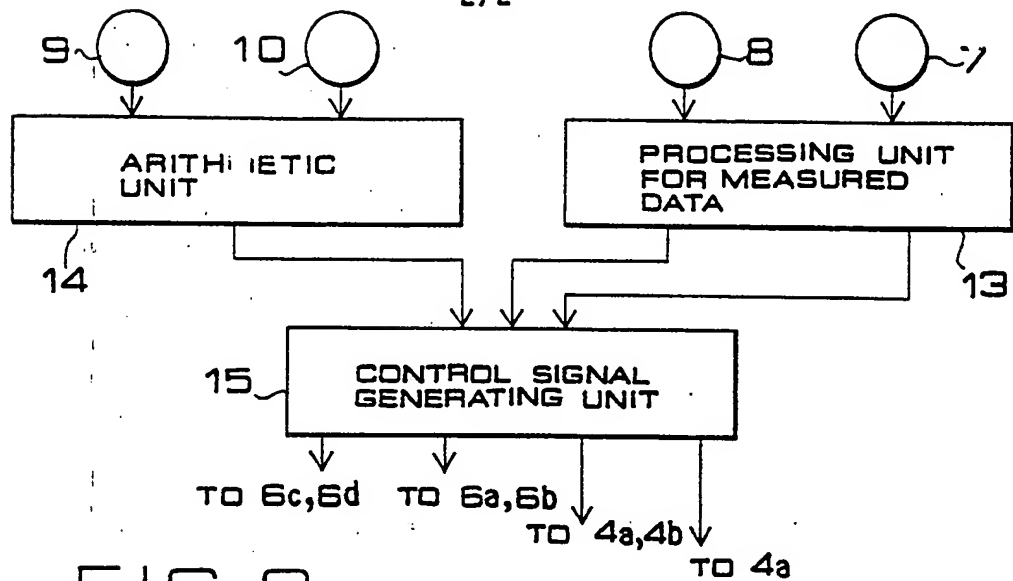 9 10 8 7
ARITHMETIC
UNIT
PROCESSING UNIT
FOR MEASURED
DATA
14
13
15
CONTROL SIGNAL
GENERATING UNIT
TO 6c,6d
TO 6a,6b
TO 4a,4b
TO 4a